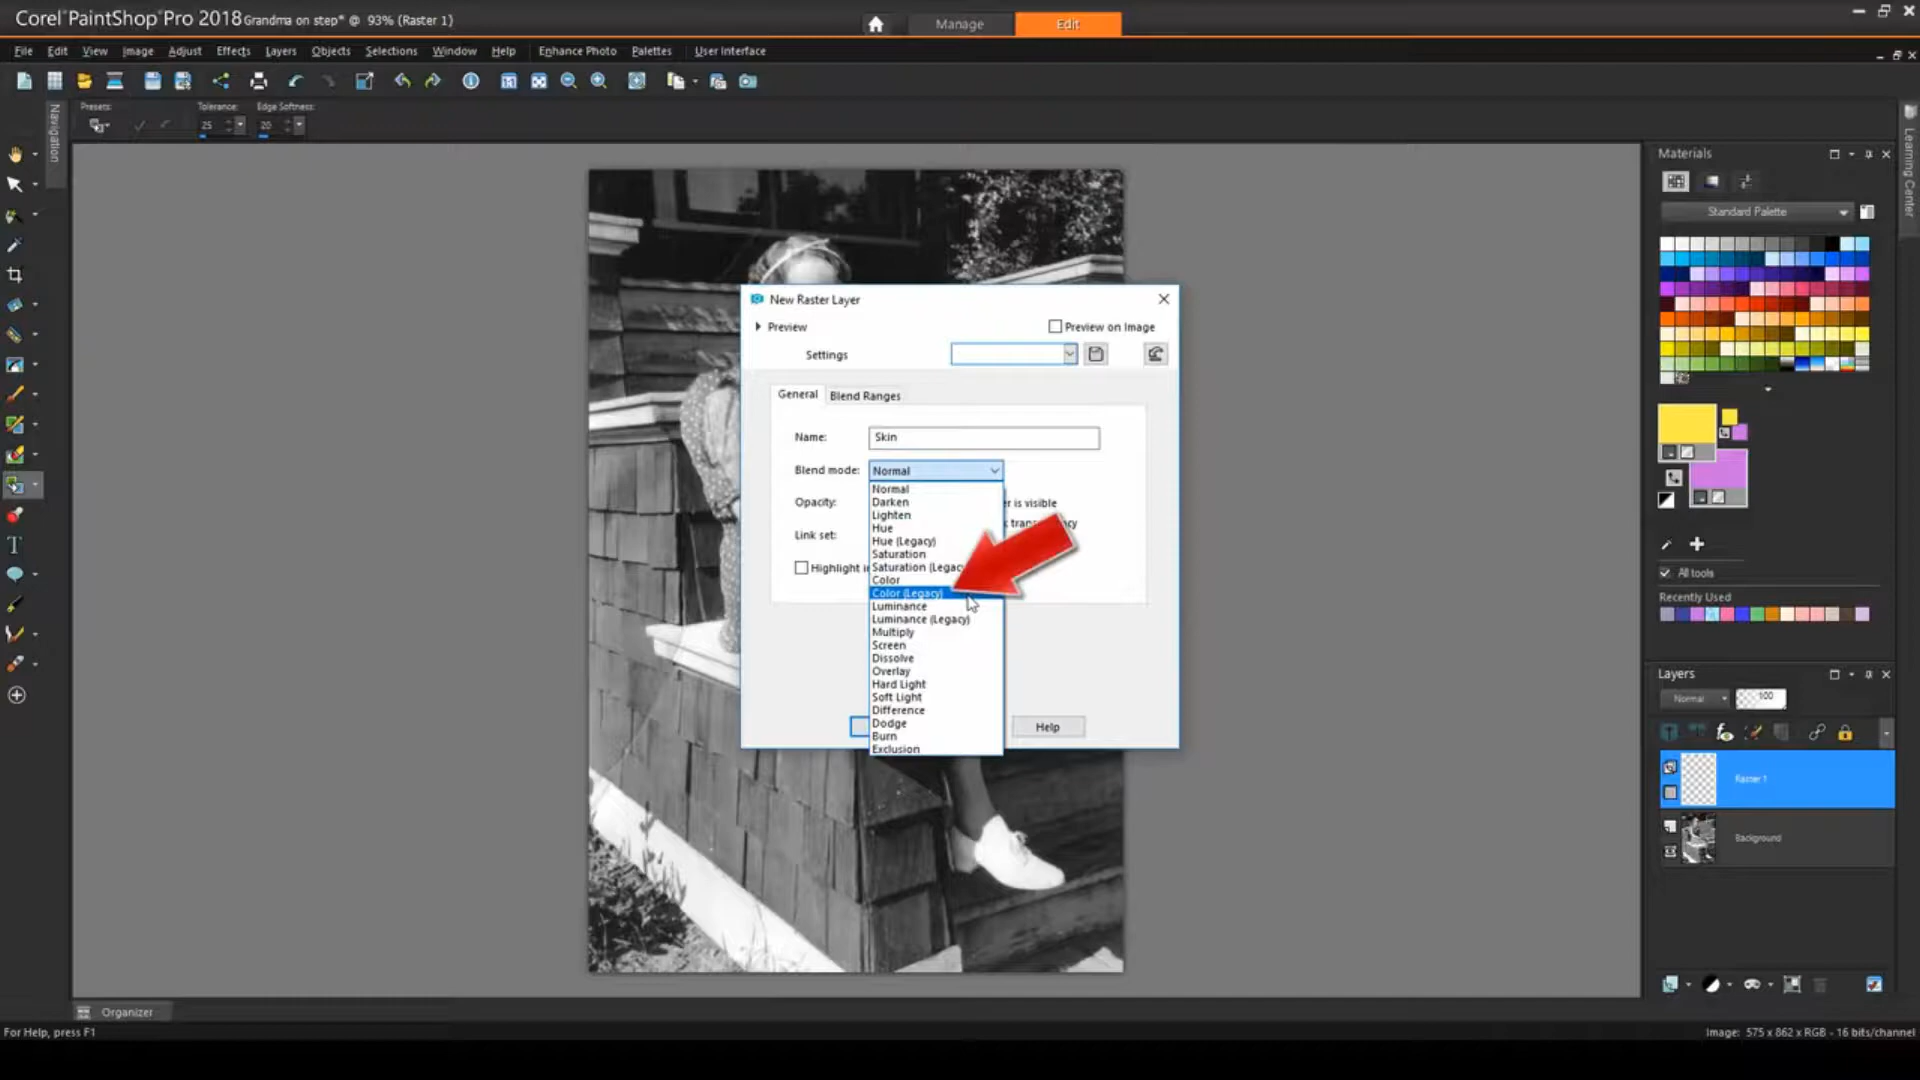 Corel PaintShop Pro 2018 Grandma on step* @ 93% (Raster 1)
Manage
Edit
File Edit View Image Adjust Effects Layers Objects Selections Window Help Enhance Photo Palettes User Interface
Presets:
Tolerance:
Edge Softness:
25
20
Navigation
Learning Center
Materials
Standard Palette
All tools
Recently Used
Layers
Normal
100
Raster 1
Background
New Raster Layer
Preview
Preview on Image
Settings
General
Blend Ranges
Name:
Skin
Blend mode:
Normal
Opacity:
er is visible
Link set:
Highlight i
Normal
Darken
Lighten
Hue
Hue (Legacy)
Saturation
Saturation (Legac
Color
Color (Legacy)
Luminance
Luminance (Legacy)
Multiply
Screen
Dissolve
Overlay
Hard Light
Soft Light
Difference
Dodge
Burn
Exclusion
Help
Organizer
For Help, press F1
Image: 575 x 862 x RGB - 16 bits/channel